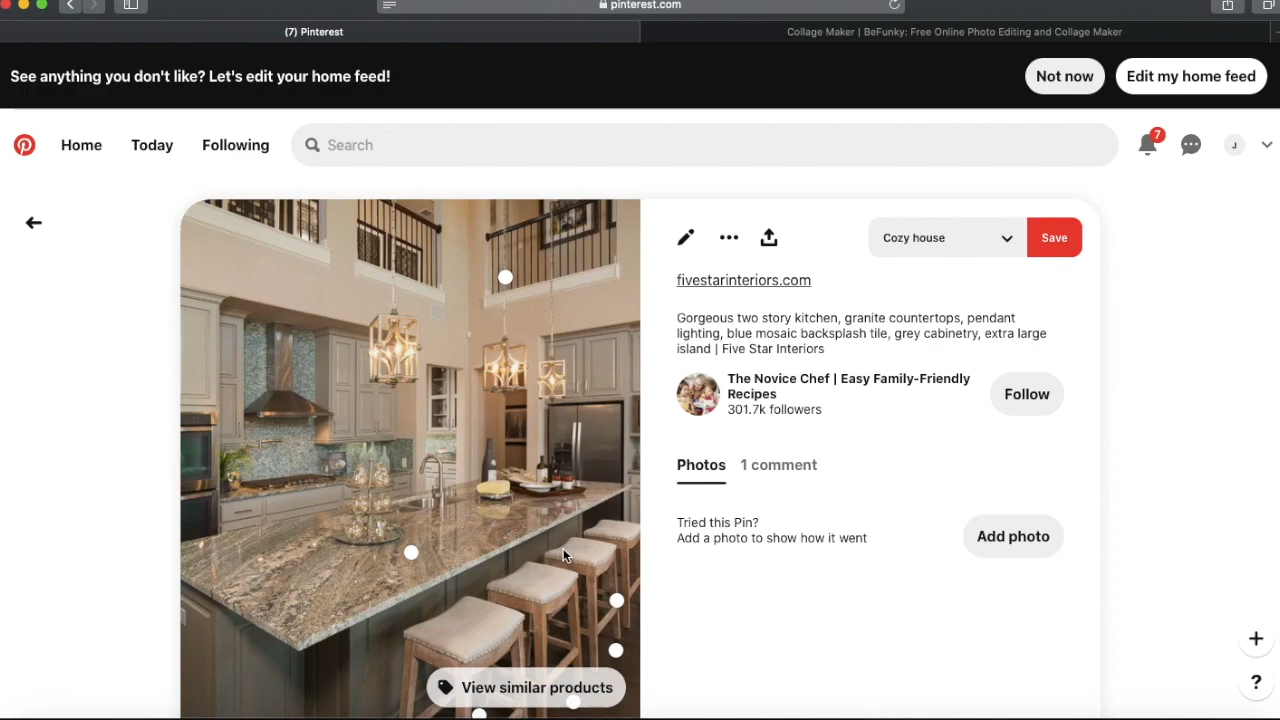 pinterest.com
(7) Pinterest
Collage Maker | BeFunky: Free Online Photo Editing and Collage Maker
See anything you don't like? Let's edit your home feed!
Not now
Edit my home feed
Home
Today
Following
Search
7
J
Cozy house
Save
fivestarinteriors.com
Gorgeous two story kitchen, granite countertops, pendant
lighting, blue mosaic backsplash tile, grey cabinetry, extra large
island | Five Star Interiors
The Novice Chef | Easy Family-Friendly
Recipes
301.7k followers
Follow
Photos
1 comment
Tried this Pin?
Add a photo to show how it went
Add photo
View similar products
?